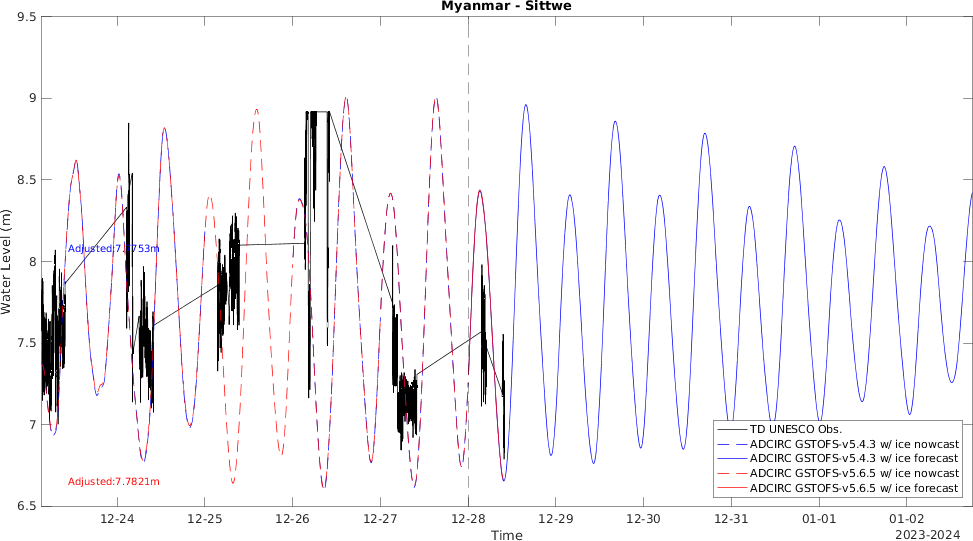 Myanmar - Sittwe
9.5
9
8.5
8
7.5
7
6.5
Water Level (m)
Adjusted:7.7753m
Adjusted:7.7821m
TD UNESCO Obs.
ADCIRC GSTOFS-v5.4.3 w/ ice nowcast
ADCIRC GSTOFS-v5.4.3 w/ ice forecast
ADCIRC GSTOFS-v5.6.5 w/ ice nowcast
ADCIRC GSTOFS-v5.6.5 w/ ice forecast
12-24 12-25 12-26 12-27 12-28 12-29 12-30 12-31 01-01 01-02
Time
2023-2024